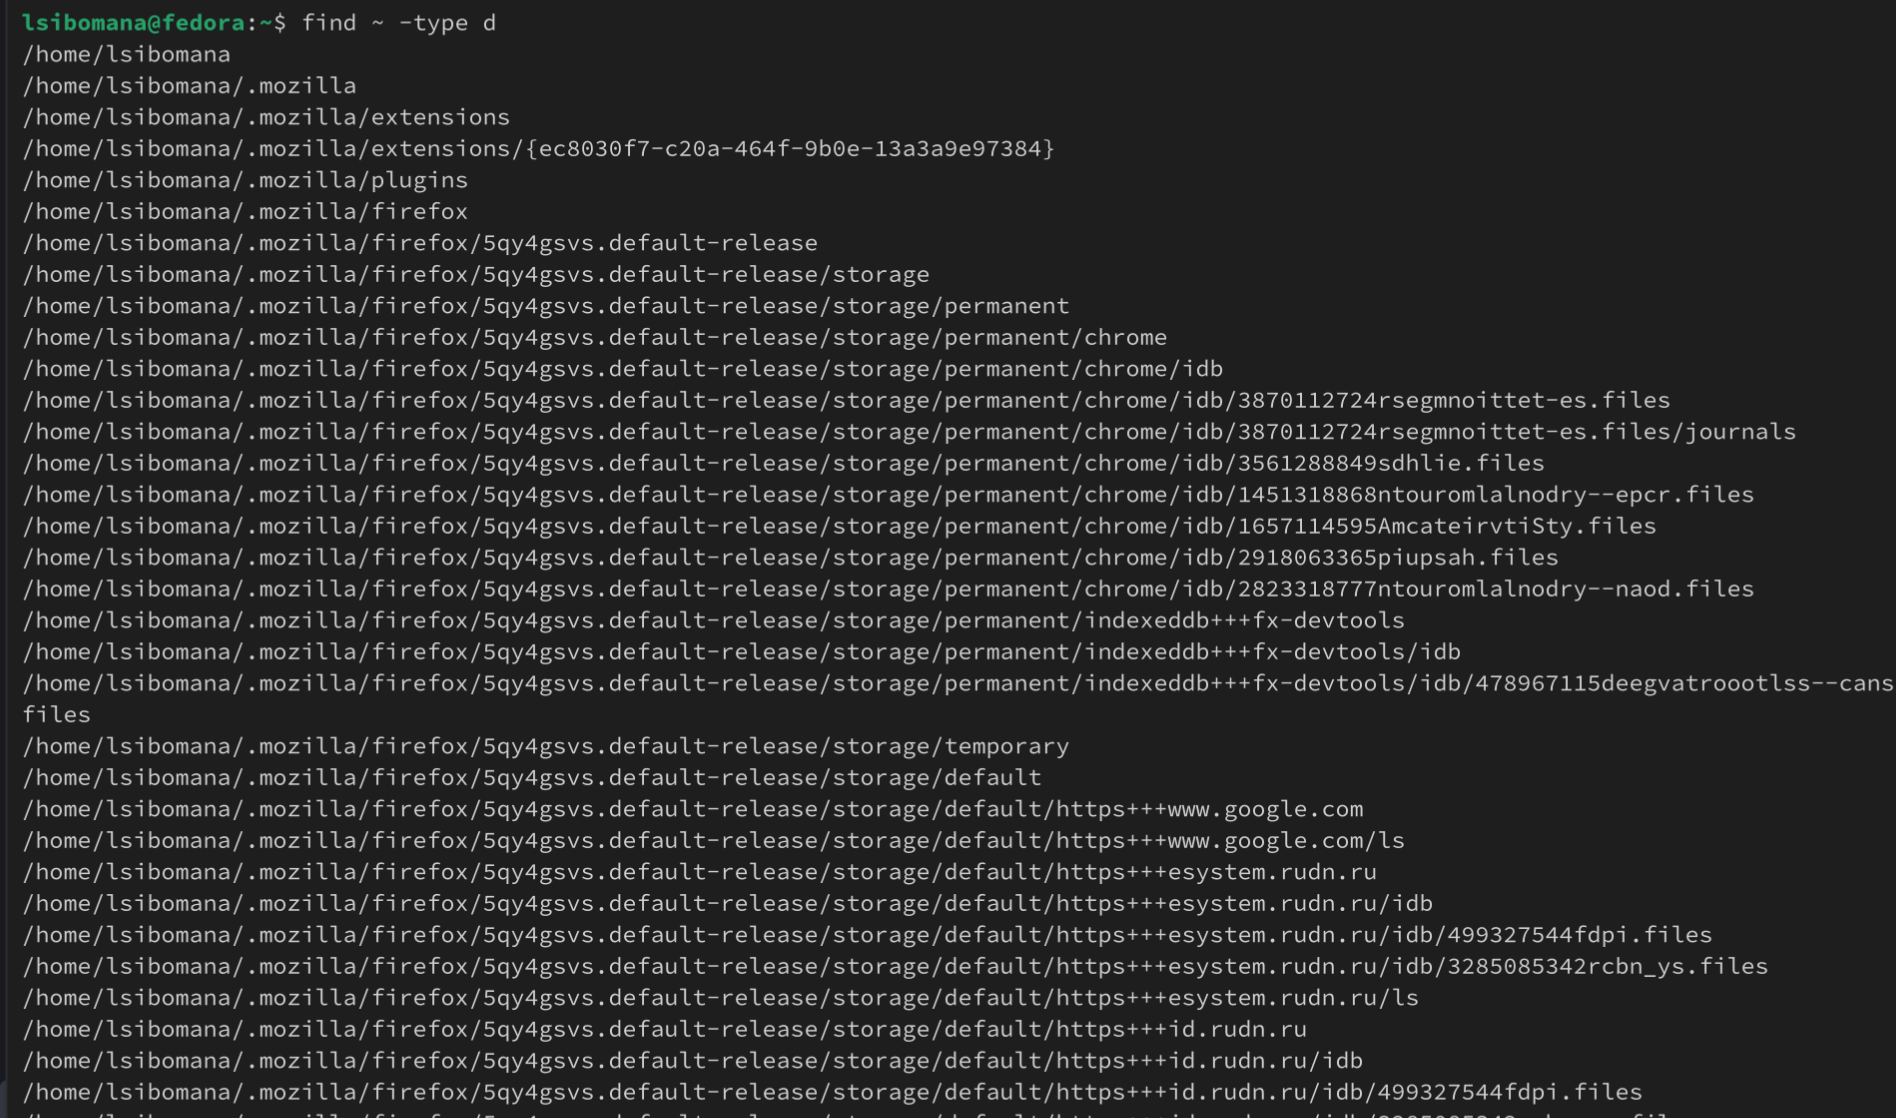 lsibomana@fedora:~$ find ~ -type d
/home/lsibomana
/home/lsibomana/.mozilla
/home/lsibomana/.mozilla/extensions
/home/lsibomana/.mozilla/extensions/{ec8030f7-c20a-464f-9b0e-13a3a9e97384}
/home/lsibomana/.mozilla/plugins
/home/lsibomana/.mozilla/firefox
/home/lsibomana/.mozilla/firefox/5qy4gsvs.default-release
/home/lsibomana/.mozilla/firefox/5qy4gsvs.default-release/storage
/home/lsibomana/.mozilla/firefox/5qy4gsvs.default-release/storage/permanent
/home/lsibomana/.mozilla/firefox/5qy4gsvs.default-release/storage/permanent/chrome
/home/lsibomana/.mozilla/firefox/5qy4gsvs.default-release/storage/permanent/chrome/idb
/home/lsibomana/.mozilla/firefox/5qy4gsvs.default-release/storage/permanent/chrome/idb/3870112724rsegmnoittet-es.files
/home/lsibomana/.mozilla/firefox/5qy4gsvs.default-release/storage/permanent/chrome/idb/3870112724rsegmnoittet-es.files/journals
/home/lsibomana/.mozilla/firefox/5qy4gsvs.default-release/storage/permanent/chrome/idb/3561288849sdhlie.files
/home/lsibomana/.mozilla/firefox/5qy4gsvs.default-release/storage/permanent/chrome/idb/1451318868ntouromlalnodry--epcr.files
/home/lsibomana/.mozilla/firefox/5qy4gsvs.default-release/storage/permanent/chrome/idb/1657114595AmcateirvtiSty.files
/home/lsibomana/.mozilla/firefox/5qy4gsvs.default-release/storage/permanent/chrome/idb/2918063365piupsah.files
/home/lsibomana/.mozilla/firefox/5qy4gsvs.default-release/storage/permanent/chrome/idb/2823318777ntouromlalnodry--naod.files
/home/lsibomana/.mozilla/firefox/5qy4gsvs.default-release/storage/permanent/indexeddb+++fx-devtools
/home/lsibomana/.mozilla/firefox/5qy4gsvs.default-release/storage/permanent/indexeddb+++fx-devtools/idb
/home/lsibomana/.mozilla/firefox/5qy4gsvs.default-release/storage/permanent/indexeddb+++fx-devtools/idb/478967115deegvatroootlss--cans
files
/home/lsibomana/.mozilla/firefox/5qy4gsvs.default-release/storage/temporary
/home/lsibomana/.mozilla/firefox/5qy4gsvs.default-release/storage/default
/home/lsibomana/.mozilla/firefox/5qy4gsvs.default-release/storage/default/https+++www.google.com
/home/lsibomana/.mozilla/firefox/5qy4gsvs.default-release/storage/default/https+++www.google.com/ls
/home/lsibomana/.mozilla/firefox/5qy4gsvs.default-release/storage/default/https+++esystem.rudn.ru
/home/lsibomana/.mozilla/firefox/5qy4gsvs.default-release/storage/default/https+++esystem.rudn.ru/idb
/home/lsibomana/.mozilla/firefox/5qy4gsvs.default-release/storage/default/https+++esystem.rudn.ru/idb/499327544fdpi.files
/home/lsibomana/.mozilla/firefox/5qy4gsvs.default-release/storage/default/https+++esystem.rudn.ru/idb/3285085342rcbn_ys.files
/home/lsibomana/.mozilla/firefox/5qy4gsvs.default-release/storage/default/https+++esystem.rudn.ru/ls
/home/lsibomana/.mozilla/firefox/5qy4gsvs.default-release/storage/default/https+++id.rudn.ru
/home/lsibomana/.mozilla/firefox/5qy4gsvs.default-release/storage/default/https+++id.rudn.ru/idb
/home/lsibomana/.mozilla/firefox/5qy4gsvs.default-release/storage/default/https+++id.rudn.ru/idb/499327544fdpi.files